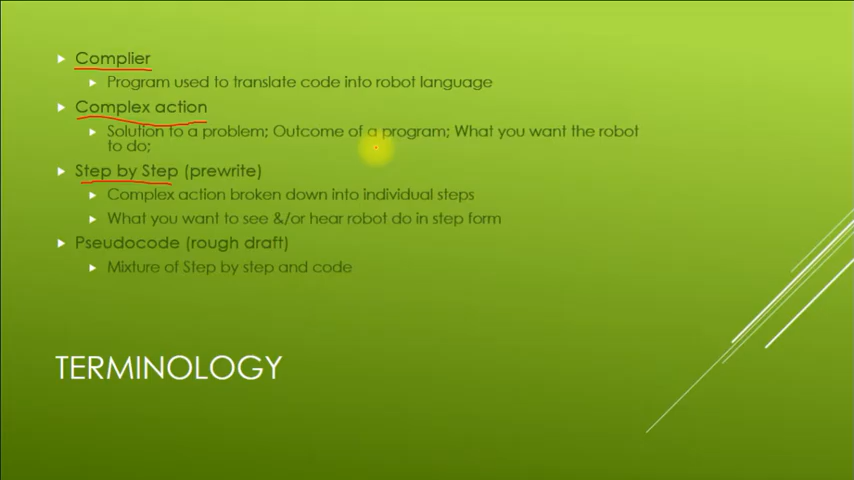 Complier
Program used to translate code into robot language
Complex action
Solution to a problem; Outcome of a program; What you want the robot
to do;
Step by Step (prewrite)
Complex action broken down into individual steps
What you want to see &/or hear robot do in step form
Pseudocode (rough draft)
Mixture of Step by step and code
TERMINOLOGY